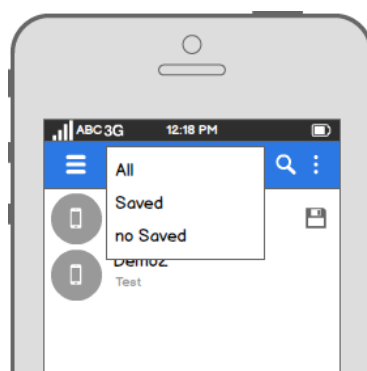 ABC 3G 12:18 PM
All
Saved
no Saved
Demo2
Test